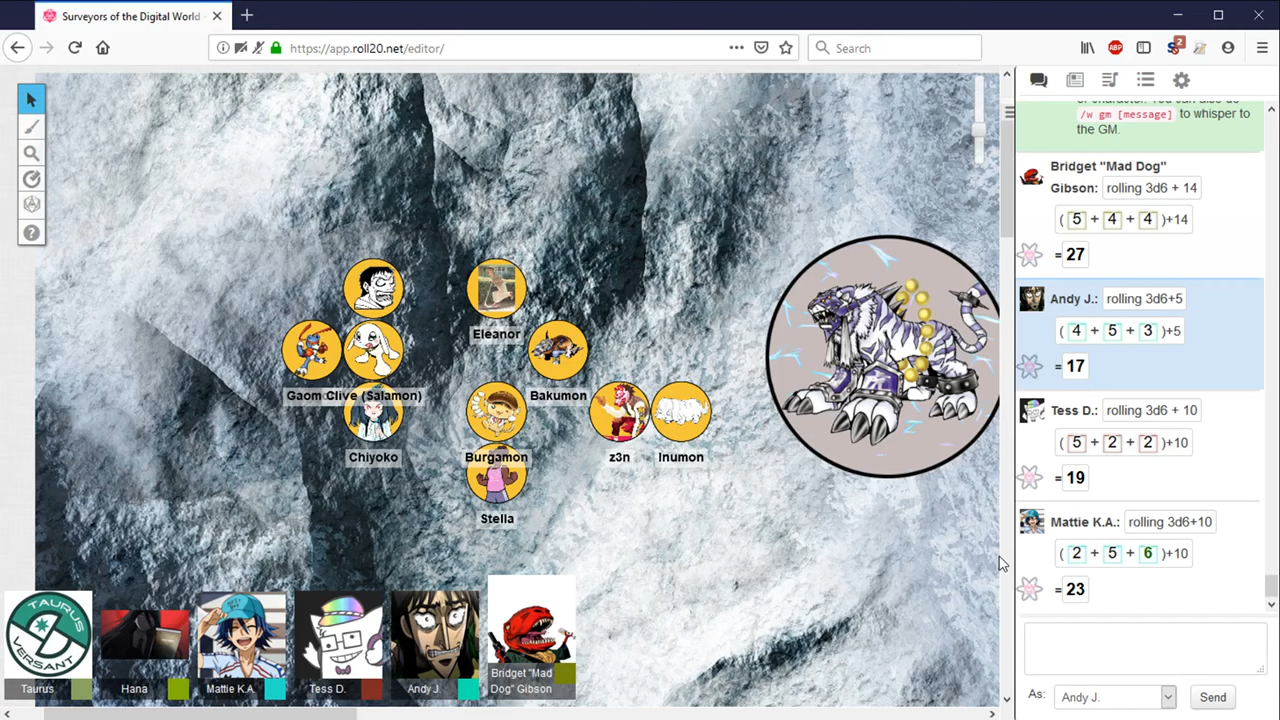 Surveyors of the Digital World
https://app.roll20.net/editor/
Search
ABP
2
of character. You can also do
/w gm [message] to whisper to
the GM.
Bridget "Mad Dog"
Gibson: rolling 3d6 + 14
( 5 + 4 + 4 )+14
= 27
Andy J.: rolling 3d6+5
( 4 + 5 + 3 )+5
= 17
Tess D.: rolling 3d6 + 10
( 5 + 2 + 2 )+10
= 19
Mattie K.A.: rolling 3d6+10
( 2 + 5 + 6 )+10
= 23
As: Andy J. Send
Eleanor
Gaom Clive (Salamon)
Bakumon
Chiyoko
Burgamon
z3n
Inumon
Stella
TAURUS
VERSANT
Taurus
Hana
Mattie K.A.
Tess D.
Andy J.
Bridget "Mad
Dog" Gibson